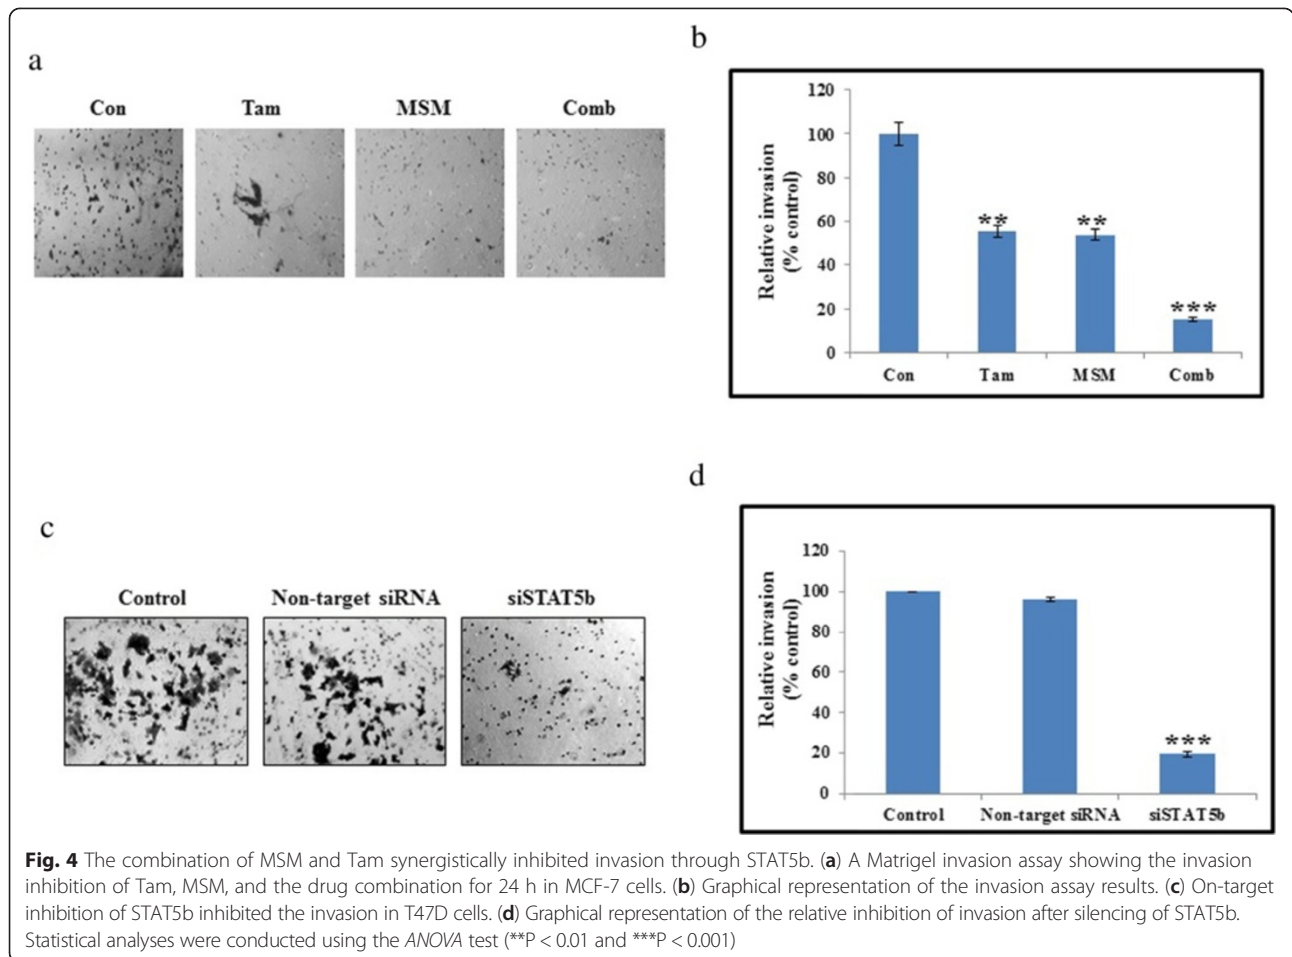 a
Con Tam MSM Comb
b
120
100
80
60
40
20
0
Relative invasion
(% control)
** ** ***
Con Tam MSM Comb
c
Control Non-target siRNA siSTAT5b
d
120
100
80
60
40
20
0
Relative invasion
(% control)
***
Control Non-target siRNA siSTAT5b
Fig. 4 The combination of MSM and Tam synergistically inhibited invasion through STAT5b. (a) A Matrigel invasion assay showing the invasion
inhibition of Tam, MSM, and the drug combination for 24 h in MCF-7 cells. (b) Graphical representation of the invasion assay results. (c) On-target
inhibition of STAT5b inhibited the invasion in T47D cells. (d) Graphical representation of the relative inhibition of invasion after silencing of STAT5b.
Statistical analyses were conducted using the ANOVA test (**P < 0.01 and ***P < 0.001)